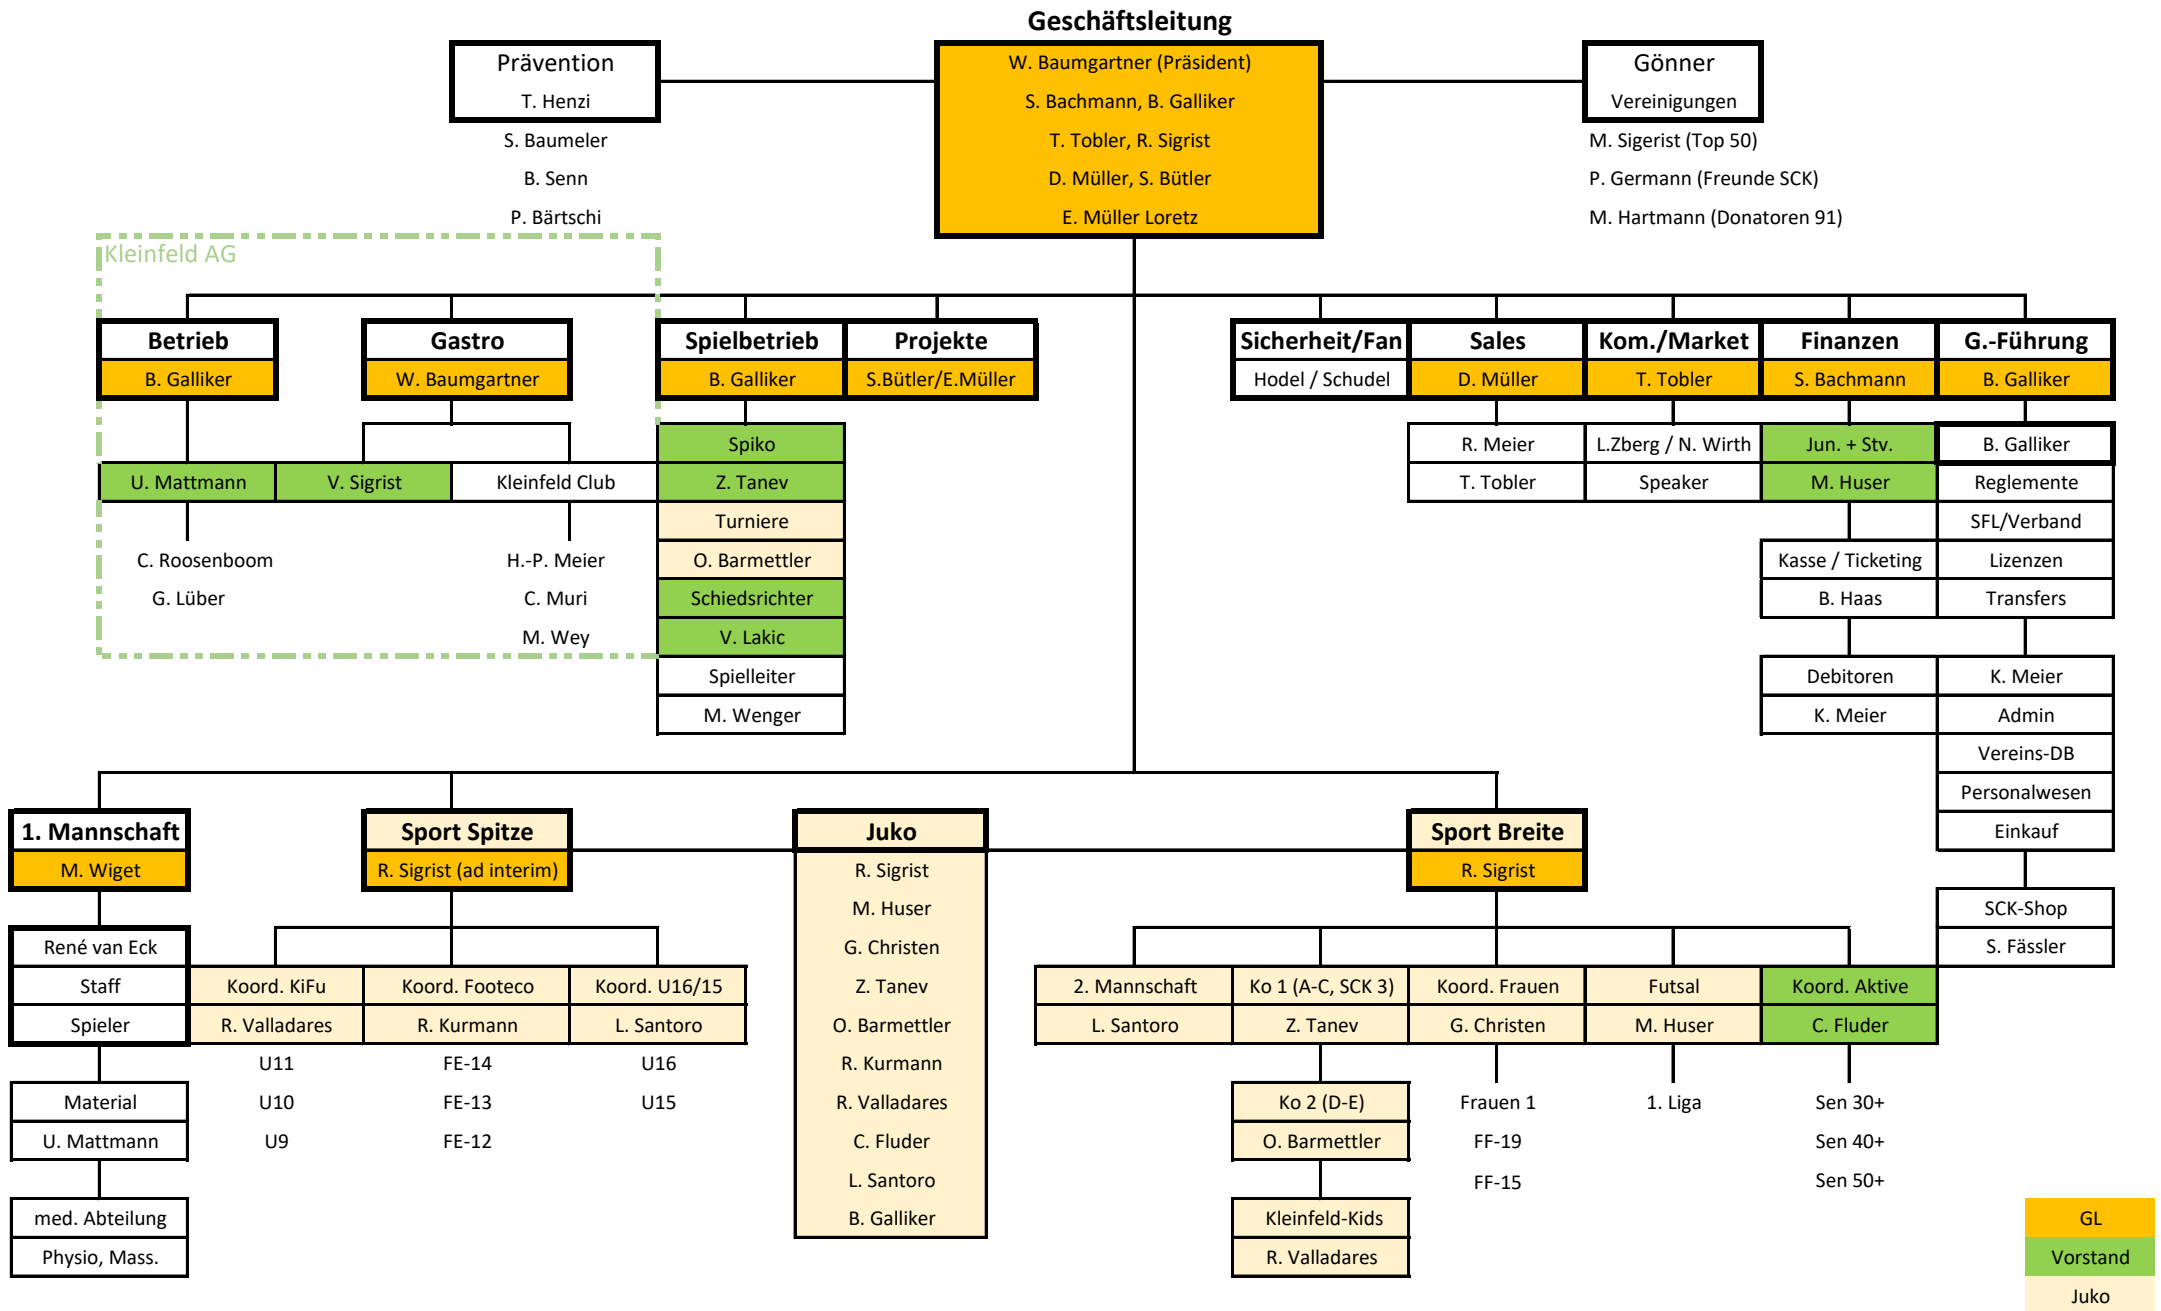 Geschäftsleitung
Prävention
T. Henzi
S. Baumeler
B. Senn
P. Bärtschi
W. Baumgartner (Präsident)
S. Bachmann, B. Galliker
T. Tobler, R. Sigrist
D. Müller, S. Bütler
E. Müller Loretz
Gönner
Vereinigungen
M. Sigerist (Top 50)
P. Germann (Freunde SCK)
M. Hartmann (Donatoren 91)
Kleinfeld AG
Betrieb
B. Galliker
U. Mattmann
C. Roosenboom
G. Lüber
Gastro
W. Baumgartner
V. Sigrist
Kleinfeld Club
H.-P. Meier
C. Muri
M. Wey
Spielbetrieb
B. Galliker
Spiko
Z. Tanev
Turniere
O. Barmettler
Schiedsrichter
V. Lakic
Spielleiter
M. Wenger
Projekte
S.Bütler/E.Müller
Sicherheit/Fan
Hodel / Schudel
Sales
D. Müller
R. Meier
T. Tobler
Kom./Market
T. Tobler
L.Zberg / N. Wirth
Speaker
Finanzen
S. Bachmann
Jun. + Stv.
M. Huser
Kasse / Ticketing
B. Haas
Debitoren
K. Meier
G.-Führung
B. Galliker
B. Galliker
Reglemente
SFL/Verband
Lizenzen
Transfers
K. Meier
Admin
Vereins-DB
Personalwesen
Einkauf
SCK-Shop
S. Fässler
1. Mannschaft
M. Wiget
René van Eck
Staff
Spieler
Material
U. Mattmann
med. Abteilung
Physio, Mass.
Sport Spitze
R. Sigrist (ad interim)
Koord. KiFu
R. Valladares
U11
U10
U9
Koord. Footeco
R. Kurmann
FE-14
FE-13
FE-12
Koord. U16/15
L. Santoro
U16
U15
Juko
R. Sigrist
M. Huser
G. Christen
Z. Tanev
O. Barmettler
R. Kurmann
R. Valladares
C. Fluder
L. Santoro
B. Galliker
Sport Breite
R. Sigrist
2. Mannschaft
L. Santoro
Ko 1 (A-C, SCK 3)
Z. Tanev
Ko 2 (D-E)
O. Barmettler
Kleinfeld-Kids
R. Valladares
Koord. Frauen
G. Christen
Frauen 1
FF-19
FF-15
Futsal
M. Huser
1. Liga
Koord. Aktive
C. Fluder
Sen 30+
Sen 40+
Sen 50+
GL
Vorstand
Juko